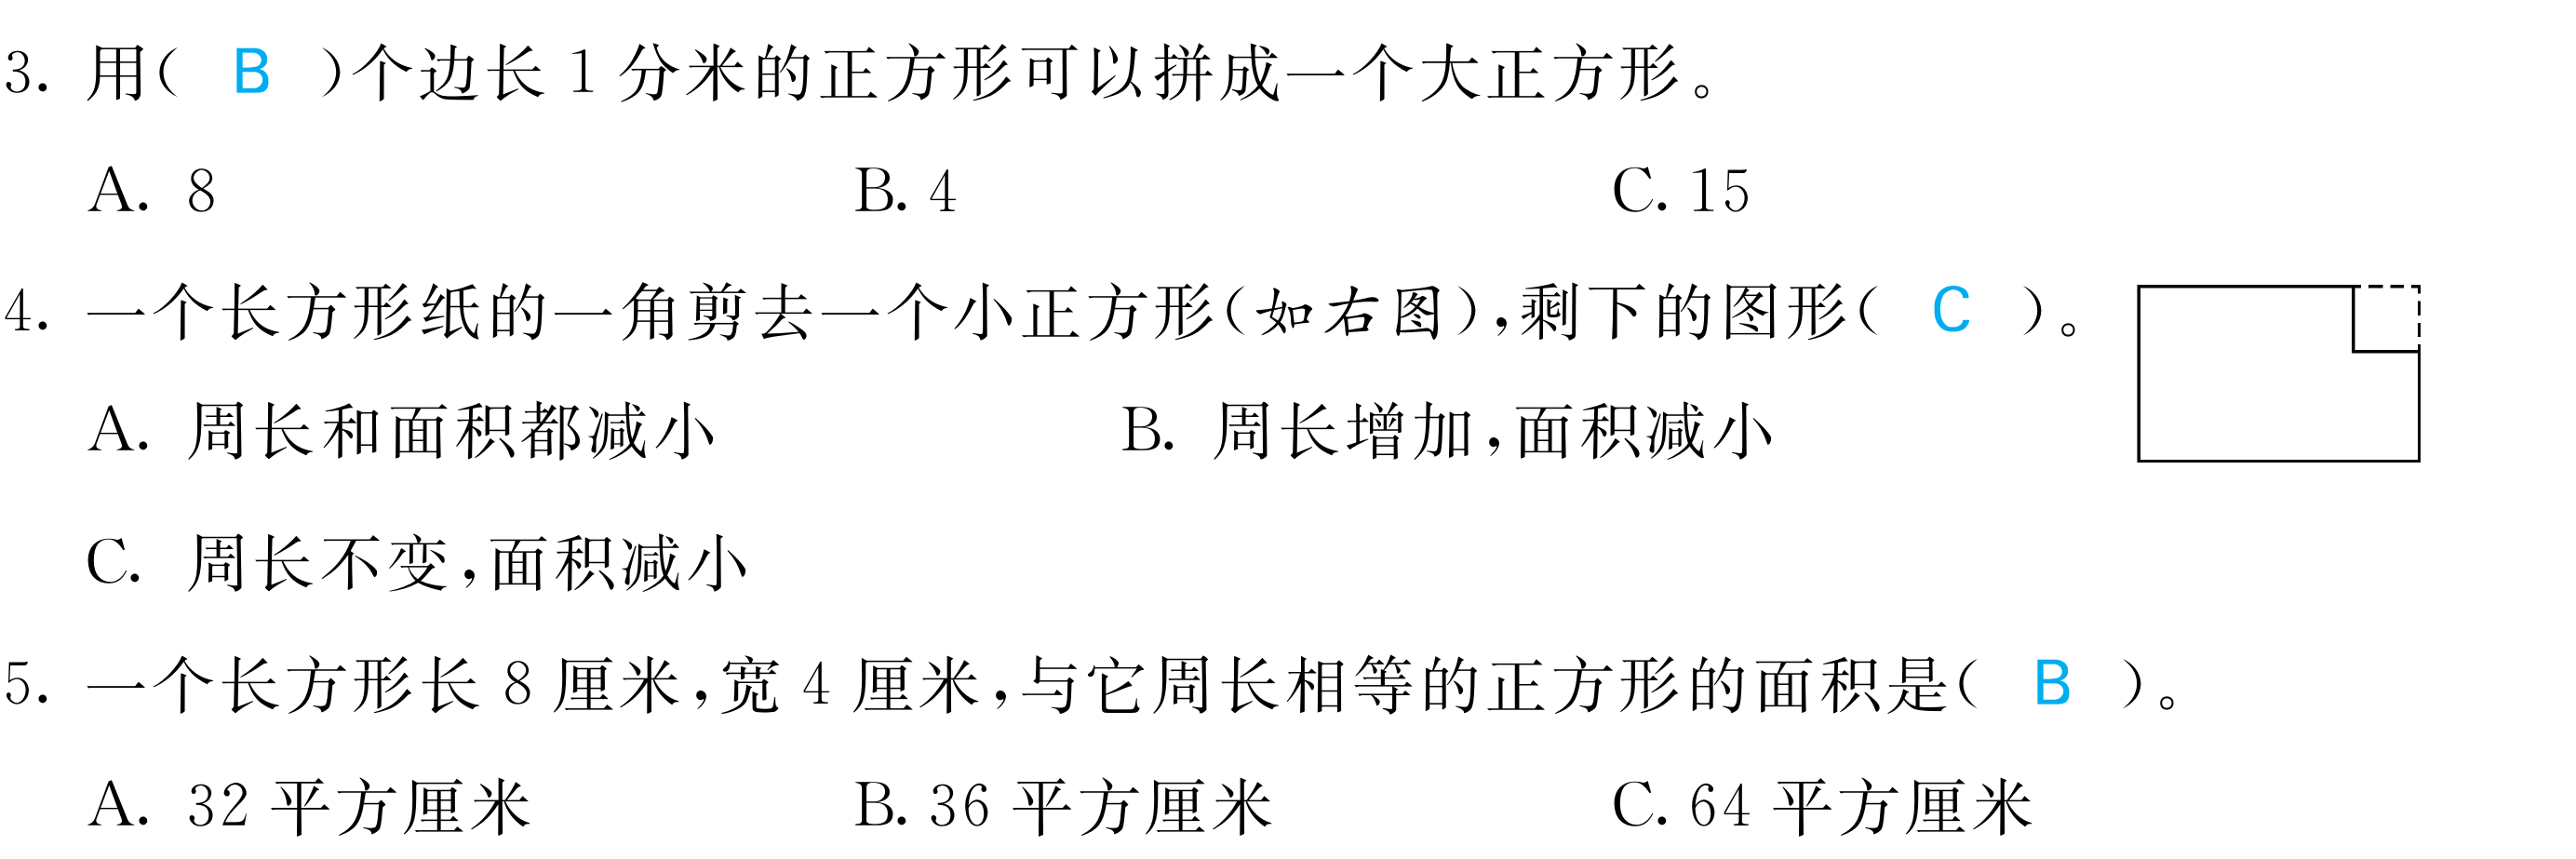 3. 用( B )个边长 1 分米的正方形可以拼成一个大正方形。
A. 8 B. 4 C. 15
4. 一个长方形纸的一角剪去一个小正方形(如右图),剩下的图形( C )。
A. 周长和面积都减小 B. 周长增加,面积减小
C. 周长不变,面积减小
5. 一个长方形长 8 厘米,宽 4 厘米,与它周长相等的正方形的面积是( B )。
A. 32 平方厘米 B. 36 平方厘米 C. 64 平方厘米